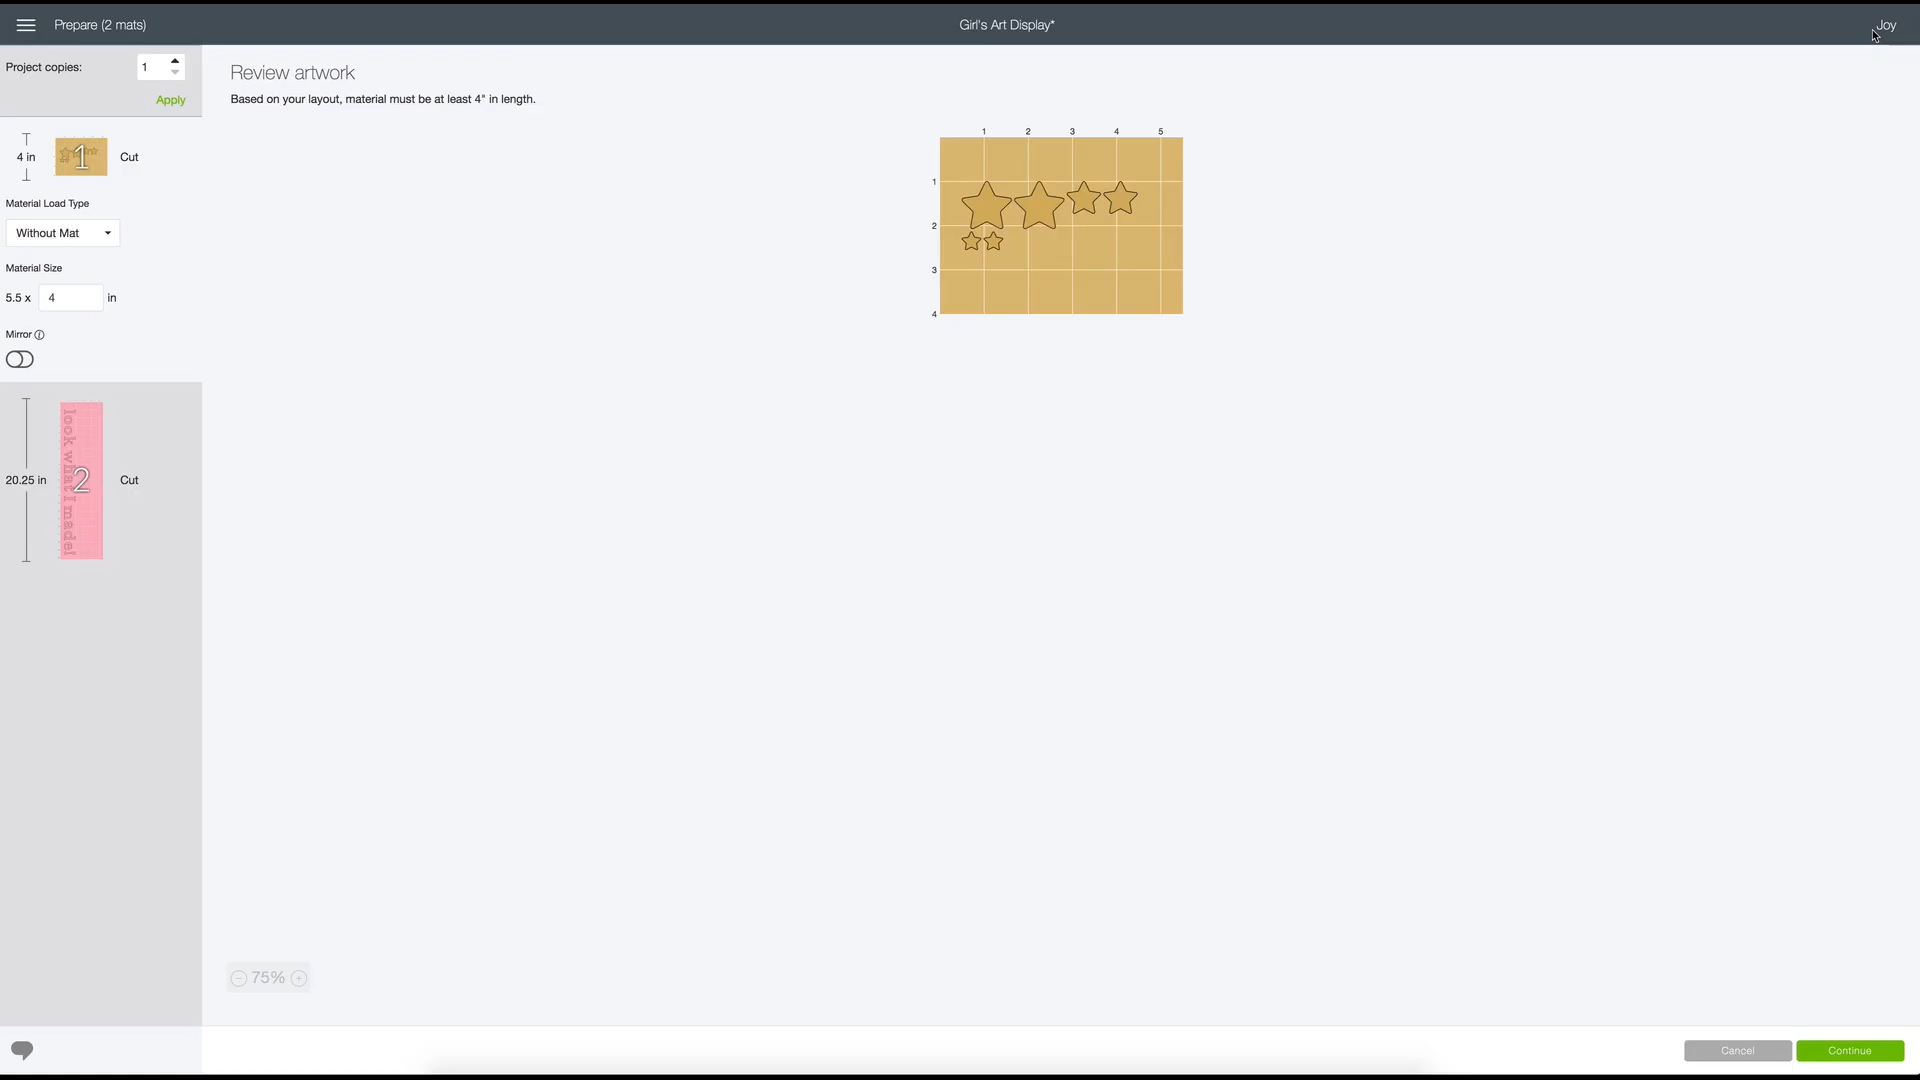 Prepare (2 mats)
Girl's Art Display*
Joy
Project copies:
1
Apply
4 in
1
Cut
Material Load Type
Without Mat
Material Size
5.5 x
4
in
Mirror
20.25 in
look what I made!
2
Cut
Review artwork
Based on your layout, material must be at least 4" in length.
1 2 3 4 5
1
2
3
4
75%
Cancel
Continue